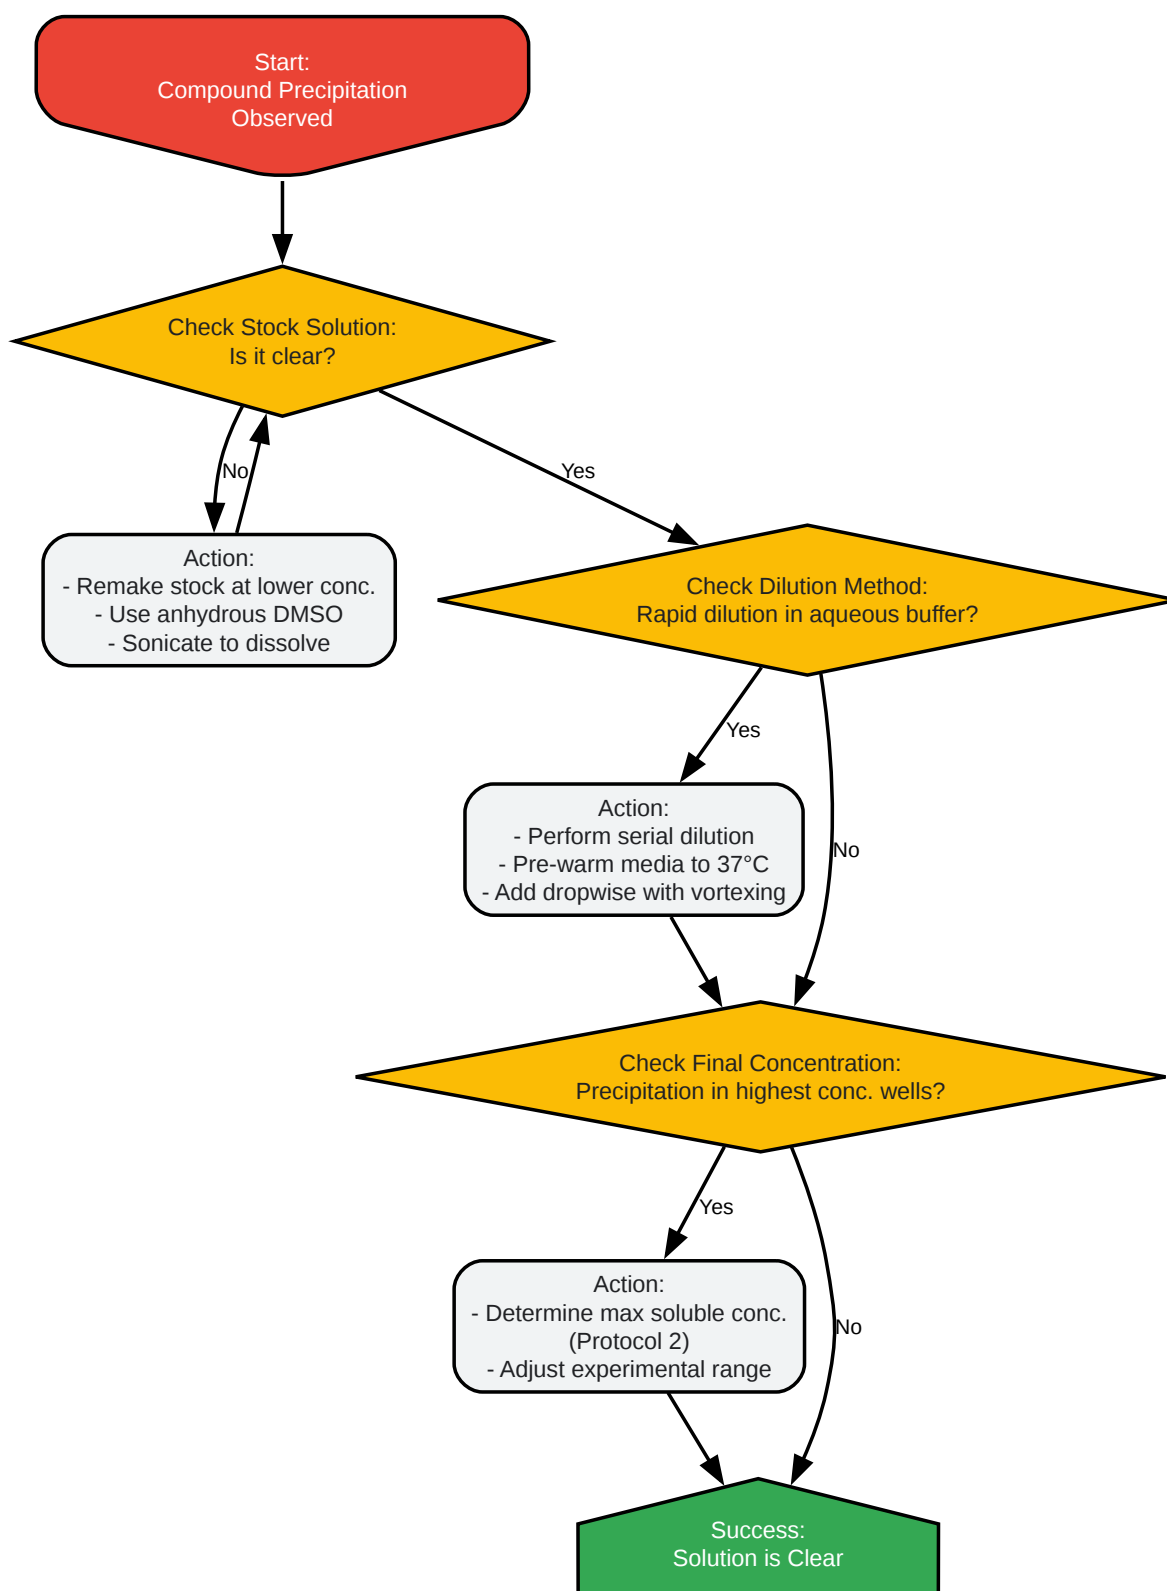 Start:
Compound Precipitation
Observed
Check Stock Solution:
Is it clear?
No
Yes
Action:
- Remake stock at lower conc.
- Use anhydrous DMSO
- Sonicate to dissolve
Check Dilution Method:
Rapid dilution in aqueous buffer?
Yes
No
Action:
- Perform serial dilution
- Pre-warm media to 37°C
- Add dropwise with vortexing
Check Final Concentration:
Precipitation in highest conc. wells?
Yes
No
Action:
- Determine max soluble conc.
(Protocol 2)
- Adjust experimental range
Success:
Solution is Clear